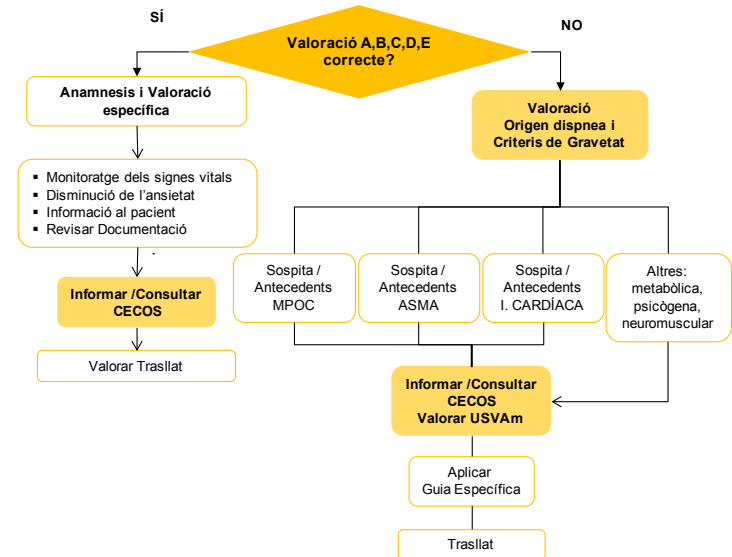 SÍ
NO
Valoració A,B,C,D,E
correcte?
Anamnesis i Valoració
específica
Valoració
Origen dispnea i
Criteris de Gravetat
▪ Monitoratge dels signes vitals
▪ Disminució de l'ansietat
▪ Informació al pacient
▪ Revisar Documentació
.
Sospita /
Antecedents
MPOC
Sospita /
Antecedents
ASMA
Sospita /
Antecedents
I. CARDÍACA
Altres:
metabòlica,
psicògena,
neuromuscular
Informar /Consultar
CECOS
Valorar Trasllat
Informar /Consultar
CECOS
Valorar USVAm
Aplicar
Guia Específica
Trasllat